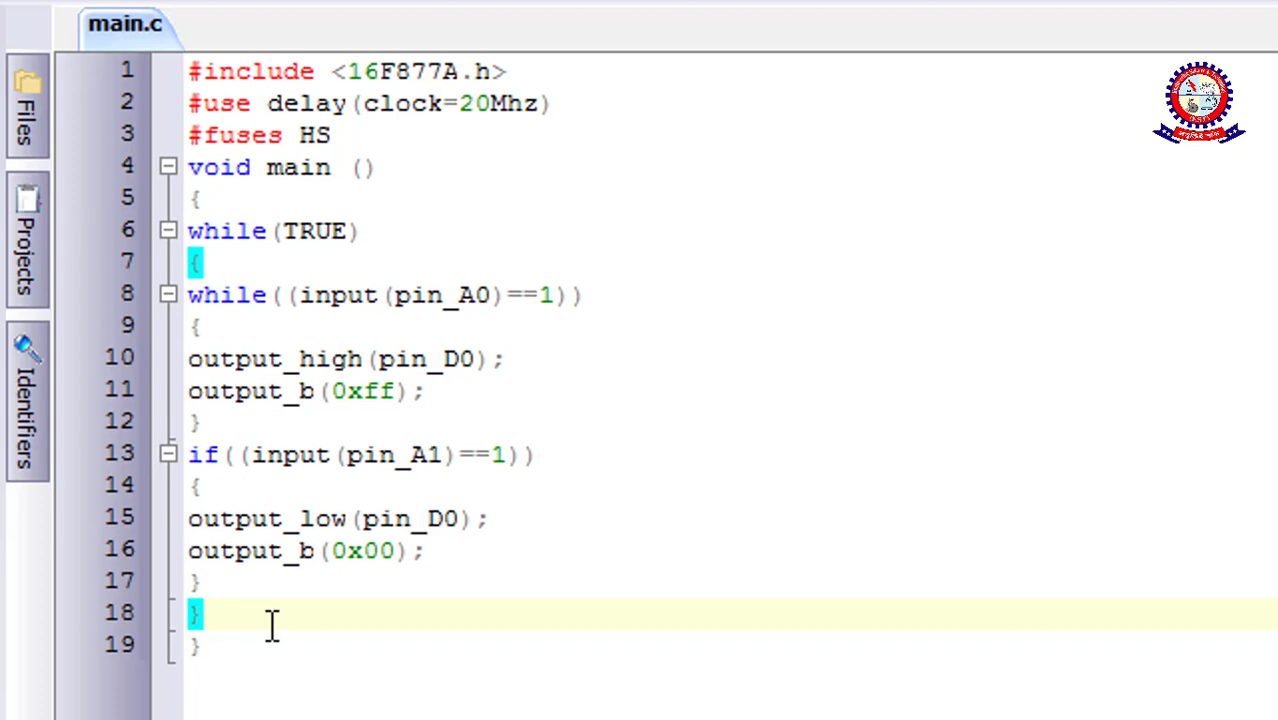 main.c
Files
Projects
Identifiers
1 #include <16F877A.h>
2 #use delay(clock=20Mhz)
3 #fuses HS
4 void main ()
5 {
6 while(TRUE)
7 {
8 while((input(pin_A0)==1))
9 {
10 output_high(pin_D0);
11 output_b(0xff);
12 }
13 if((input(pin_A1)==1))
14 {
15 output_low(pin_D0);
16 output_b(0x00);
17 }
18 }
19 }